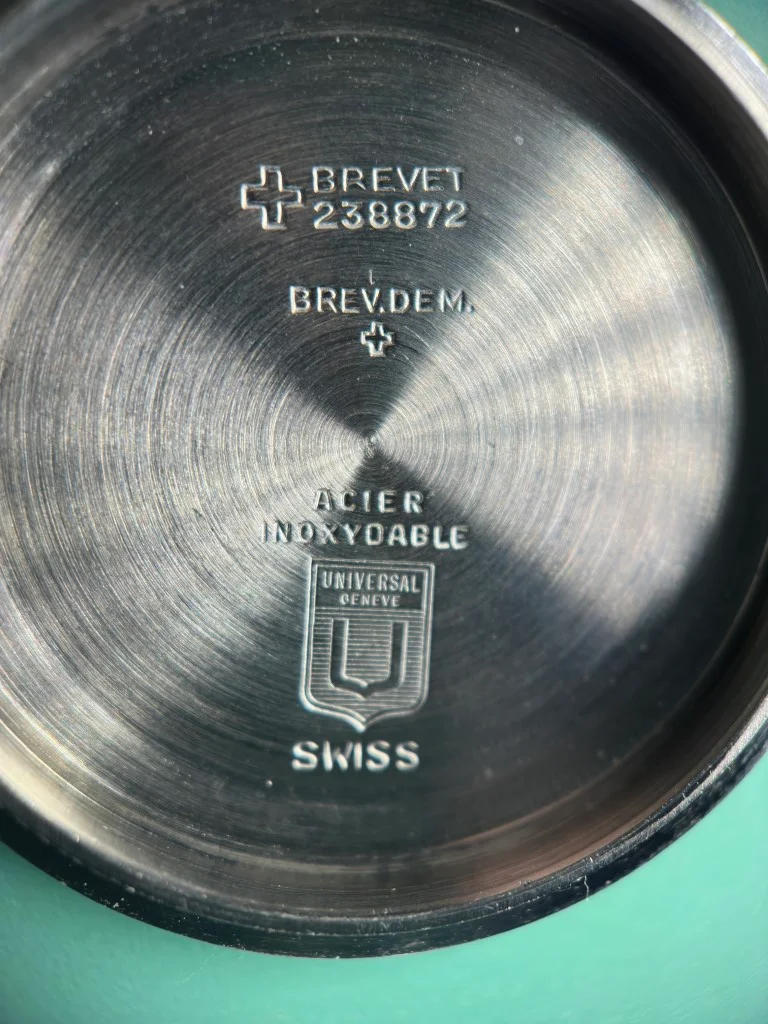 BREVET
238872
BREV.DEM.
ACIER
INOXYDABLE
UNIVERSAL
GENEVE
U
SWISS